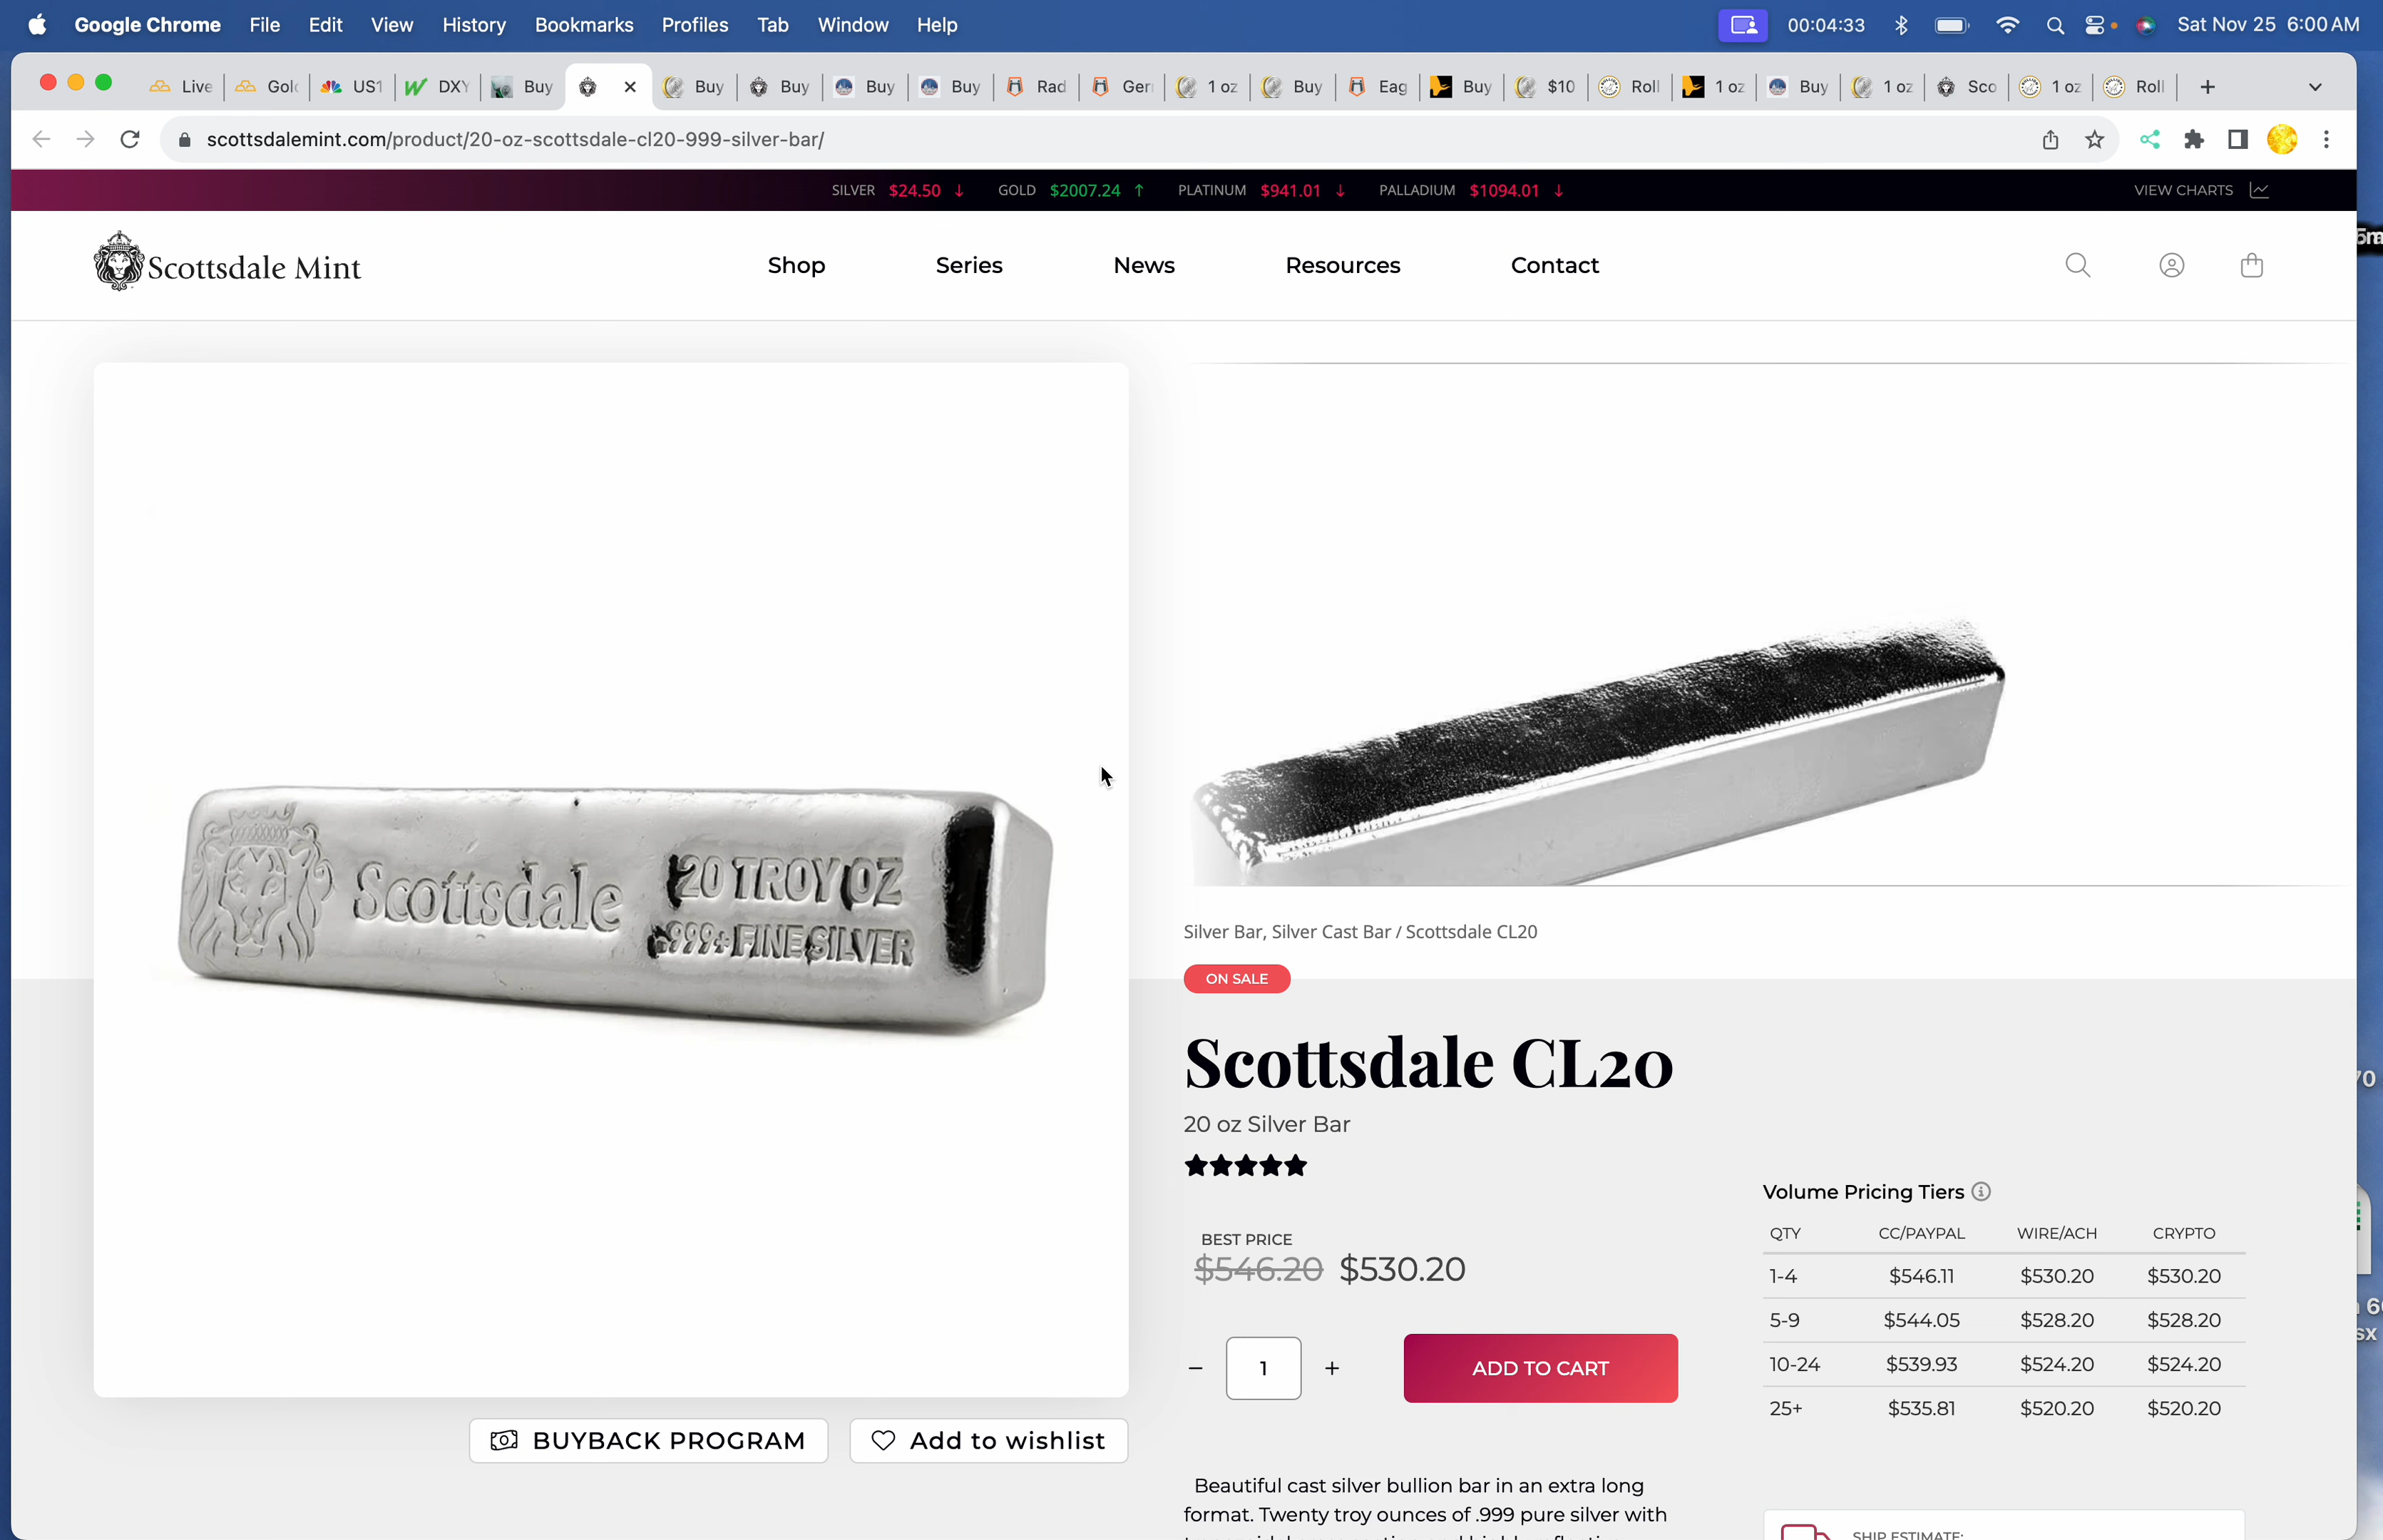 Google Chrome File Edit View History Bookmarks Profiles Tab Window Help 00:04:33 Sat Nov 25 6:00 AM
Live Gol US1 DXY Buy Buy Buy Buy Buy Rad Ger 1 oz Buy Eag Buy $10 Roll 1 oz Buy 1 oz Sco 1 oz Roll
scottsdalemint.com/product/20-oz-scottsdale-cl20-999-silver-bar/
SILVER $24.50 ↓ GOLD $2007.24 ↑ PLATINUM $941.01 ↓ PALLADIUM $1094.01 ↓ VIEW CHARTS
Scottsdale Mint Shop Series News Resources Contact
Scottsdale
20 TROY OZ
.999+ FINE SILVER
Silver Bar, Silver Cast Bar / Scottsdale CL20
ON SALE
Scottsdale CL20
20 oz Silver Bar
BEST PRICE
$546.20 $530.20
− 1 + ADD TO CART
Volume Pricing Tiers
QTY CC/PAYPAL WIRE/ACH CRYPTO
1-4 $546.11 $530.20 $530.20
5-9 $544.05 $528.20 $528.20
10-24 $539.93 $524.20 $524.20
25+ $535.81 $520.20 $520.20
BUYBACK PROGRAM Add to wishlist
Beautiful cast silver bullion bar in an extra long
format. Twenty troy ounces of .999 pure silver with
SHIP ESTIMATE: